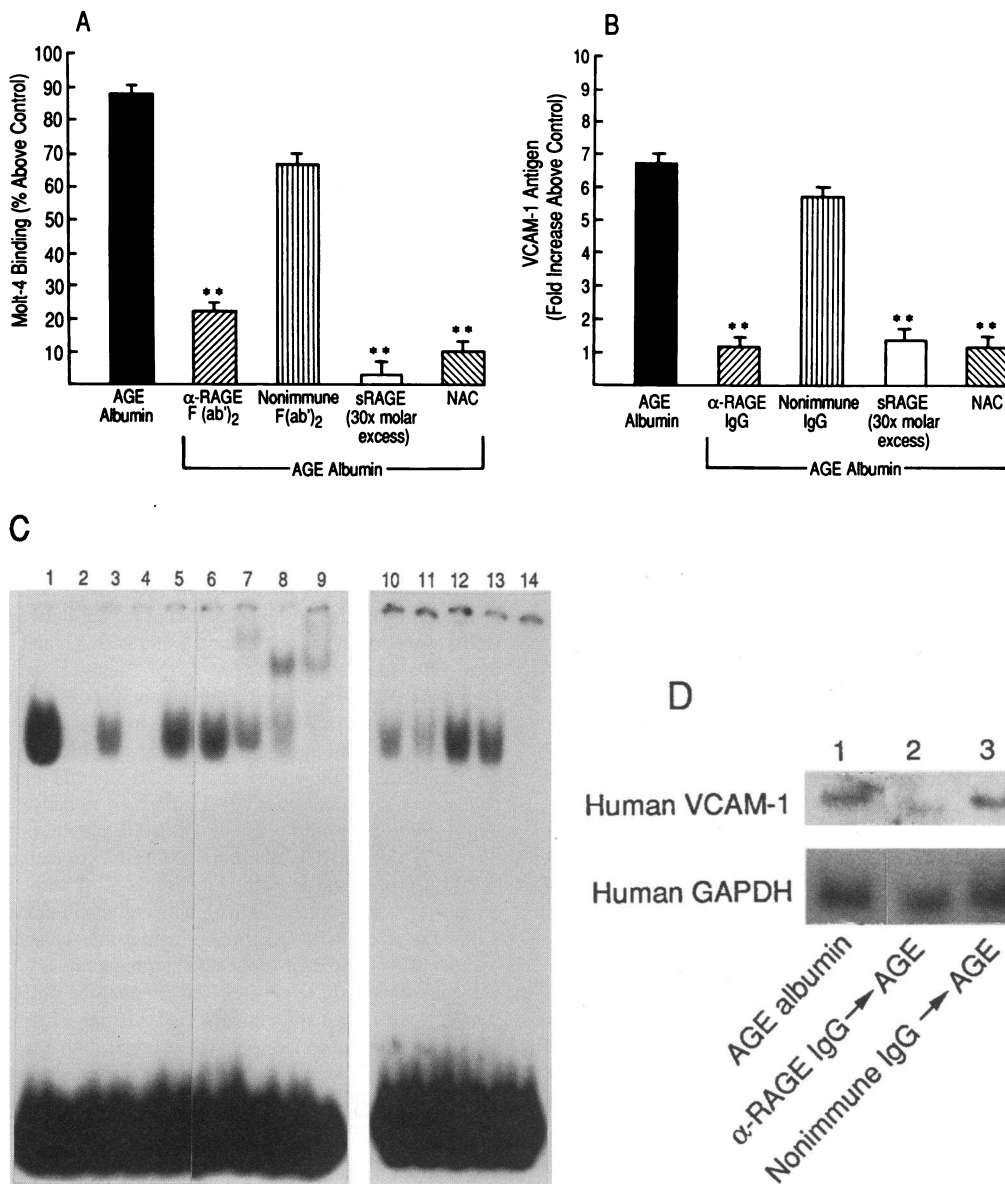 A
Molt-4 Binding (% Above Control)
100
90
80
70
60
50
40
30
20
10
**
**
**
AGE Albumin
α-RAGE F (ab')2
Nonimmune F(ab')2
sRAGE (30x molar excess)
NAC
AGE Albumin
B
VCAM-1 Antigen
(Fold Increase Above Control)
10
9
8
7
6
5
4
3
2
1
**
**
**
AGE Albumin
α-RAGE IgG
Nonimmune IgG
sRAGE (30x molar excess)
NAC
AGE Albumin
C
1 2 3 4 5 6 7 8 9
10 11 12 13 14
D
1 2 3
Human VCAM-1
Human GAPDH
AGE albumin
α-RAGE IgG→AGE
Nonimmune IgG→AGE